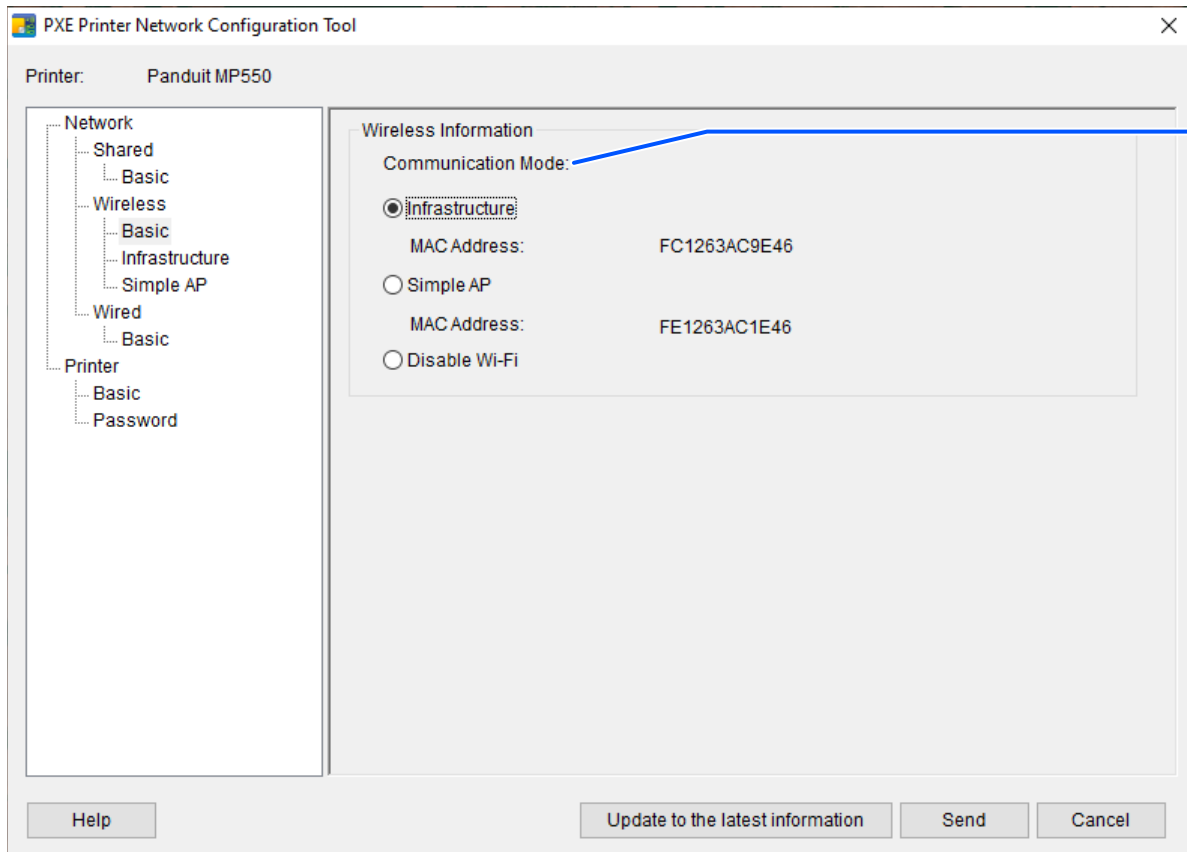 PXE Printer Network Configuration Tool
Printer: Panduit MP550
Network
Shared
Basic
Wireless
Basic
Infrastructure
Simple AP
Wired
Basic
Printer
Basic
Password
Wireless Information
Communication Mode:
Infrastructure
MAC Address: FC1263AC9E46
Simple AP
MAC Address: FE1263AC1E46
Disable Wi-Fi
Help
Update to the latest information
Send
Cancel